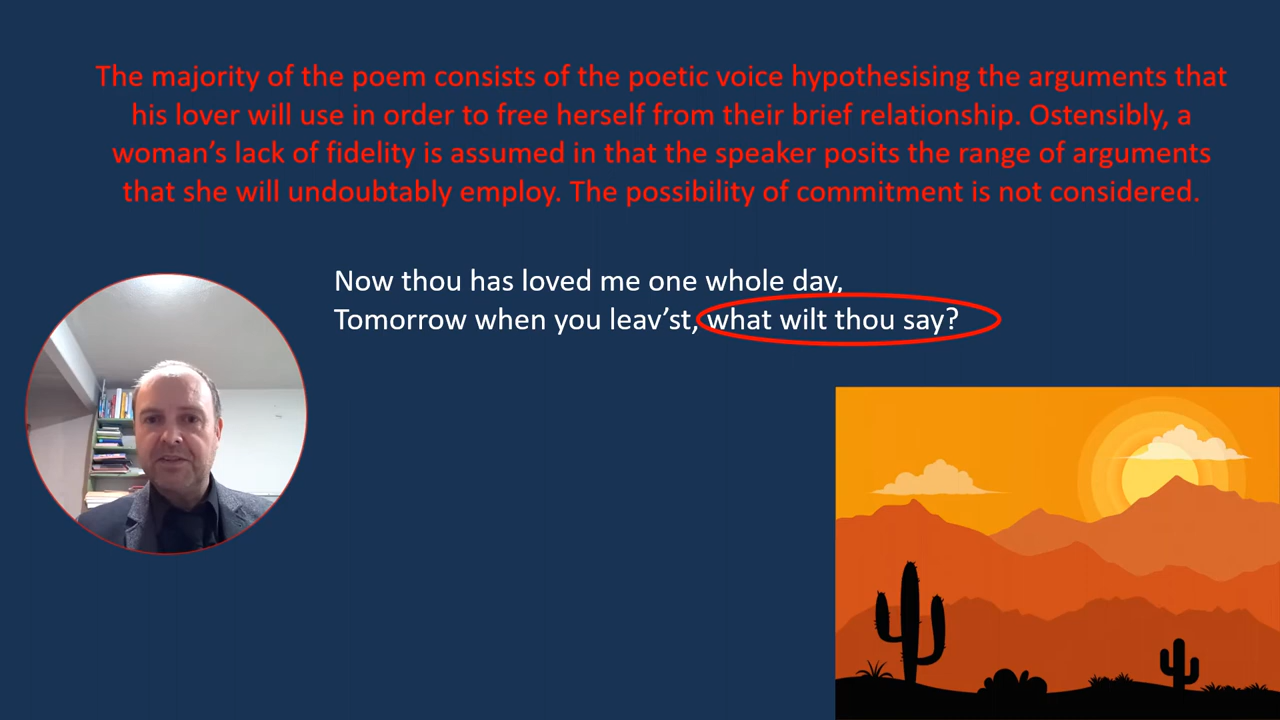 The majority of the poem consists of the poetic voice hypothesising the arguments that
his lover will use in order to free herself from their brief relationship. Ostensibly, a
woman’s lack of fidelity is assumed in that the speaker posits the range of arguments
that she will undoubtably employ. The possibility of commitment is not considered.
Now thou has loved me one whole day,
Tomorrow when you leav’st, what wilt thou say?